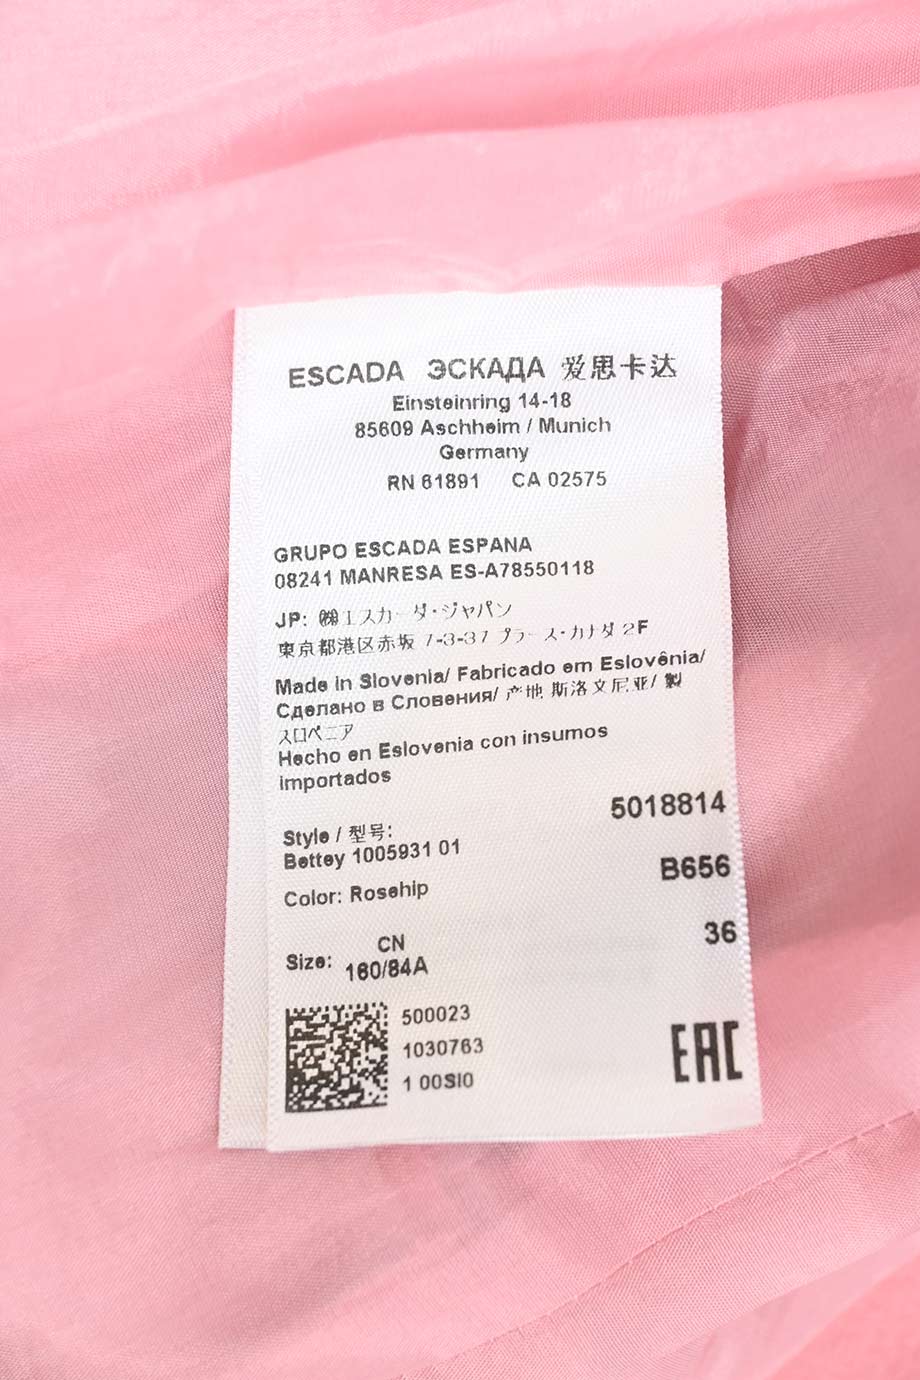 ESCADA ЭСКАДА 爱思卡达
Einsteinring 14-18
85609 Aschheim / Munich
Germany
RN 61891 CA 02575
GRUPO ESCADA ESPANA
08241 MANRESA ES-A78550118
JP: ㈱エスカーダ・ジャパン
東京都港区赤坂 7-3-37 プラース・カナダ 2F
Made in Slovenia/ Fabricado em Eslovênia/
Сделано в Словения/ 产地 斯洛文尼亚/ 製
スロベニア
Hecho en Eslovenia con insumos
importados
Style / 型号: 5018814
Bettey 1005931 01
Color: Rosehip B656
Size: CN 36
160/84A
500023
1030763
1 00SI0
EAC